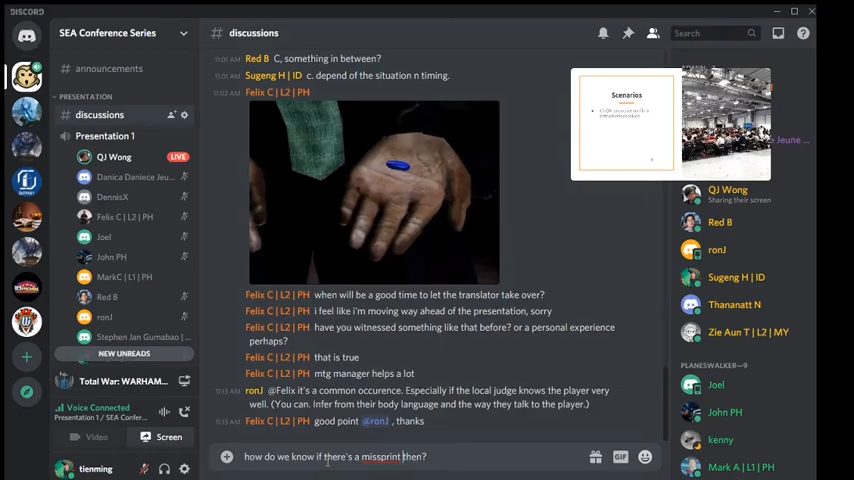 DISCORD
SEA Conference Series
announcements
PRESENTATION
discussions
Presentation 1
QJ Wong LIVE
Danica Daniece Jeu...
DennisX
Felix C | L2 | PH
Joel
John PH
MarkC | L1 | PH
Red B
ronJ
Stephen Jan Gumabao | ...
NEW UNREADS
Total War: WARHAM...
Voice Connected
Presentation 1 / SEA Confer...
Video
Screen
tienming
# discussions
Search
11:01 AM Red B C, something in between?
11:01 AM Sugeng H | ID c. depend of the situation n timing.
11:02 AM Felix C | L2 | PH
Felix C | L2 | PH when will be a good time to let the translator take over?
Felix C | L2 | PH i feel like i'm moving way ahead of the presentation, sorry
Felix C | L2 | PH have you witnessed something like that before? or a personal experience
perhaps?
Felix C | L2 | PH that is true
Felix C | L2 | PH mtg manager helps a lot
11:13 AM ronJ @Felix it's a common occurence. Especially if the local judge knows the player very
well. (You can. Infer from their body language and the way they talk to the player.)
11:13 AM Felix C | L2 | PH good point @ronJ , thanks
how do we know if there's a missprint then?
GIF
Scenarios
Jeune ...
QJ Wong
Sharing their screen
Red B
ronJ
Sugeng H | ID
Thananatt N
Zie Aun T | L2 | MY
PLANESWALKER—9
Joel
John PH
kenny
Mark A | L1 | PH